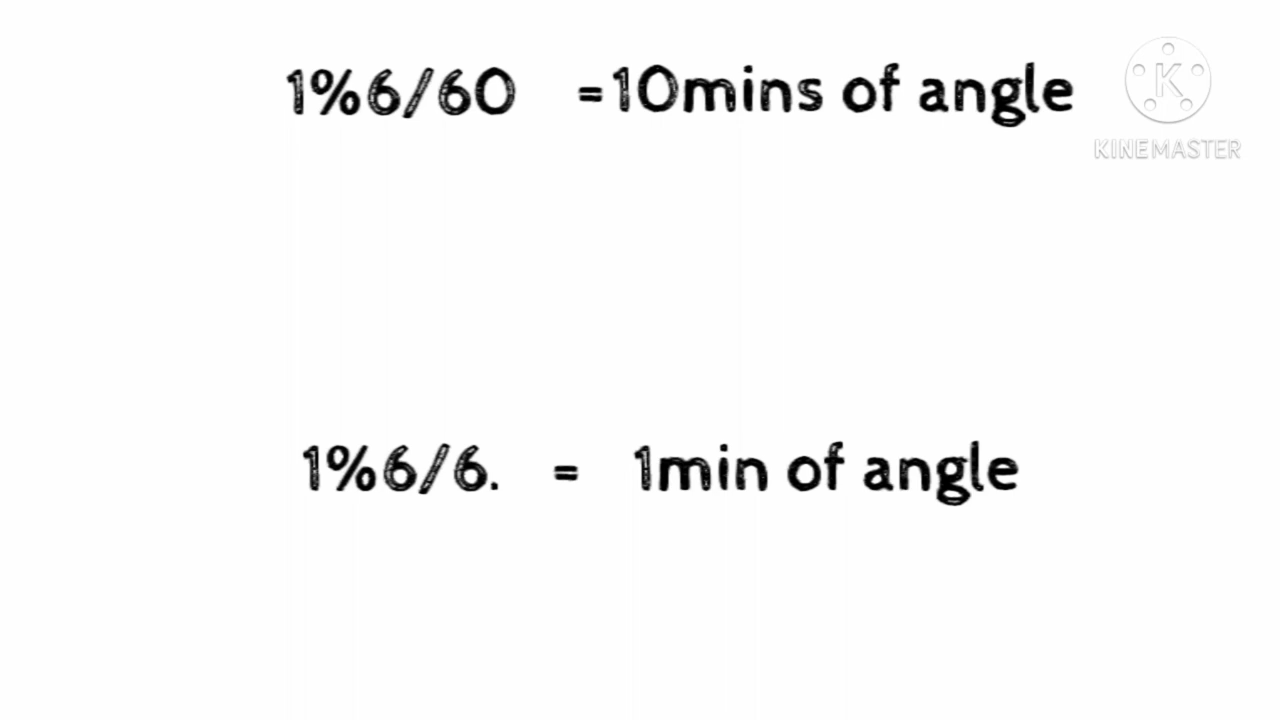 1%6/60 =10mins of angle
K
KINEMASTER
1%6/6. = 1min of angle